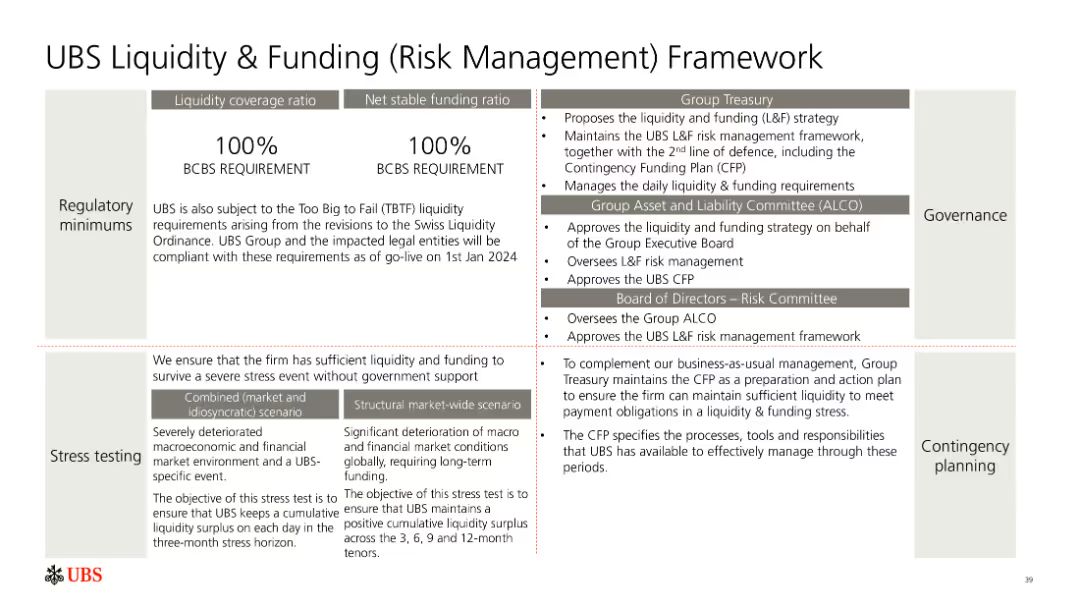 UBS Liquidity & Funding (Risk Management) Framework
Regulatory
minimums
Liquidity coverage ratio
Net stable funding ratio
100%
BCBS REQUIREMENT
100%
BCBS REQUIREMENT
UBS is also subject to the Too Big to Fail (TBTF) liquidity
requirements arising from the revisions to the Swiss Liquidity
Ordinance. UBS Group and the impacted legal entities will be
compliant with these requirements as of go-live on 1st Jan 2024
Group Treasury
• Proposes the liquidity and funding (L&F) strategy
• Maintains the UBS L&F risk management framework,
together with the 2nd line of defence, including the
Contingency Funding Plan (CFP)
• Manages the daily liquidity & funding requirements
Group Asset and Liability Committee (ALCO)
• Approves the liquidity and funding strategy on behalf
of the Group Executive Board
• Oversees L&F risk management
• Approves the UBS CFP
Board of Directors – Risk Committee
• Oversees the Group ALCO
• Approves the UBS L&F risk management framework
Governance
Stress testing
We ensure that the firm has sufficient liquidity and funding to
survive a severe stress event without government support
Combined (market and
idiosyncratic) scenario
Severely deteriorated
macroeconomic and financial
market environment and a UBS-
specific event.
The objective of this stress test is to
ensure that UBS keeps a cumulative
liquidity surplus on each day in the
three-month stress horizon.
Structural market-wide scenario
Significant deterioration of macro
and financial market conditions
globally, requiring long-term
funding.
The objective of this stress test is to
ensure that UBS maintains a
positive cumulative liquidity surplus
across the 3, 6, 9 and 12-month
tenors.
• To complement our business-as-usual management, Group
Treasury maintains the CFP as a preparation and action plan
to ensure the firm can maintain sufficient liquidity to meet
payment obligations in a liquidity & funding stress.
• The CFP specifies the processes, tools and responsibilities
that UBS has available to effectively manage through these
periods.
Contingency
planning
UBS
39